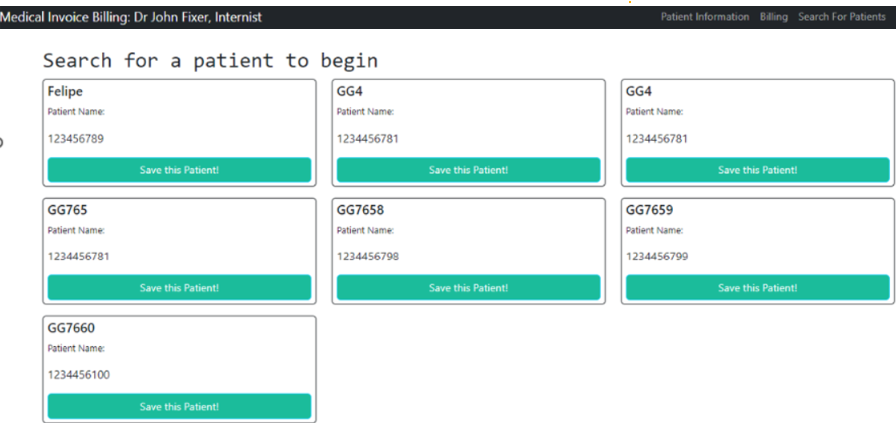 Medical Invoice Billing: Dr John Fixer, Internist
Patient Information Billing Search For Patients
Search for a patient to begin
Felipe
Patient Name:
123456789
Save this Patient!
GG4
Patient Name:
1234456781
Save this Patient!
GG4
Patient Name:
1234456781
Save this Patient!
GG765
Patient Name:
1234456781
Save this Patient!
GG7658
Patient Name:
1234456798
Save this Patient!
GG7659
Patient Name:
1234456799
Save this Patient!
GG7660
Patient Name:
1234456100
Save this Patient!